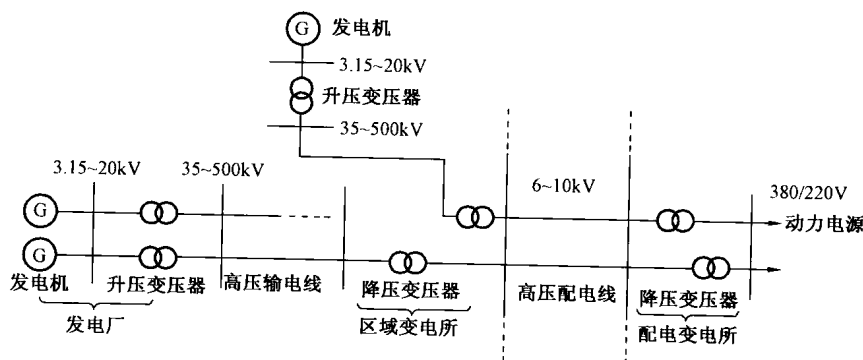 G 发电机
3.15~20kV
升压变压器
35~500kV
3.15~20kV 35~500kV 6~10kV 380/220V
G 动力电源
G
发电机 升压变压器 高压输电线 降压变压器 高压配电线 降压变压器
发电厂 区域变电所 配电变电所